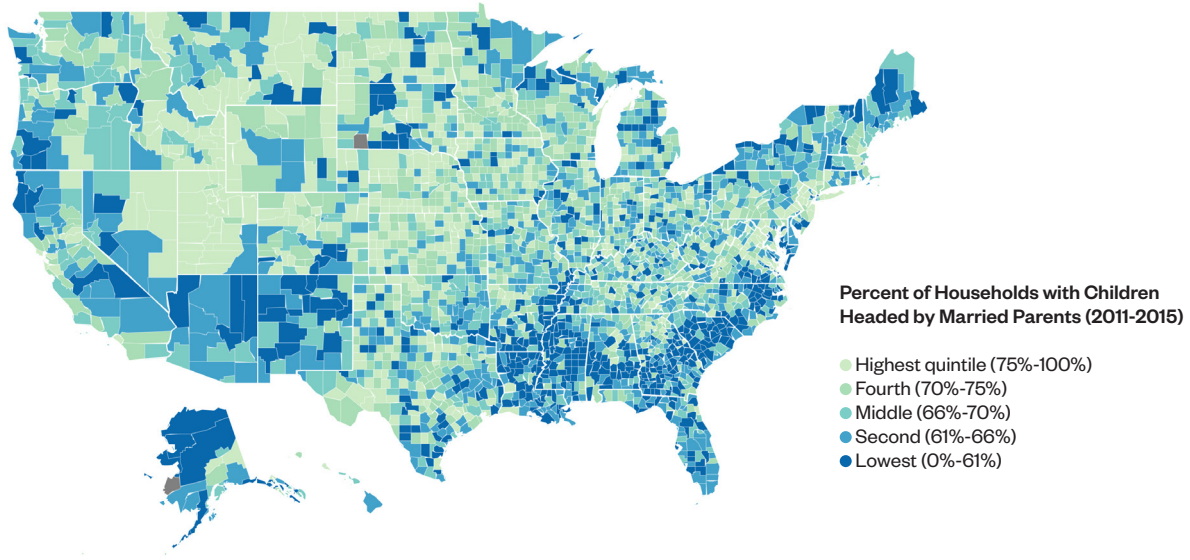 Percent of Households with Children
Headed by Married Parents (2011-2015)
Highest quintile (75%-100%)
Fourth (70%-75%)
Middle (66%-70%)
Second (61%-66%)
Lowest (0%-61%)